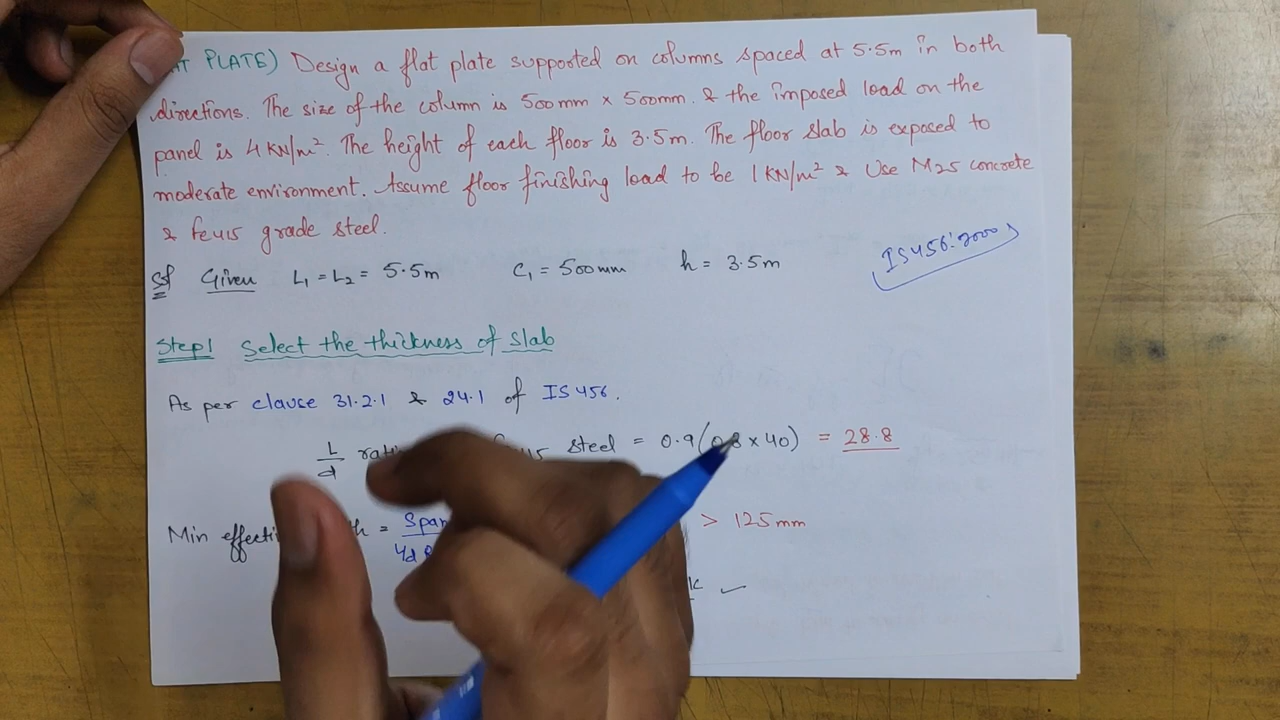 PLATE) Design a flat plate supported on columns spaced at 5.5m in both
directions. The size of the column is 500mm x 500mm. & the imposed load on the
panel is 4 KN/m². The height of each floor is 3.5m. The floor slab is exposed to
moderate environment. Assume floor finishing load to be 1 KN/m² & Use M25 concrete
& fe415 grade steel.
IS456:2000
Sol Given L₁ = L₂ = 5.5m C₁ = 500mm h = 3.5m
Step1 Select the thickness of Slab
As per clause 31.2.1 & 24.1 of IS 456.
L/d steel = 0.9(0.8 x 40) = 28.8
Min = > 125mm